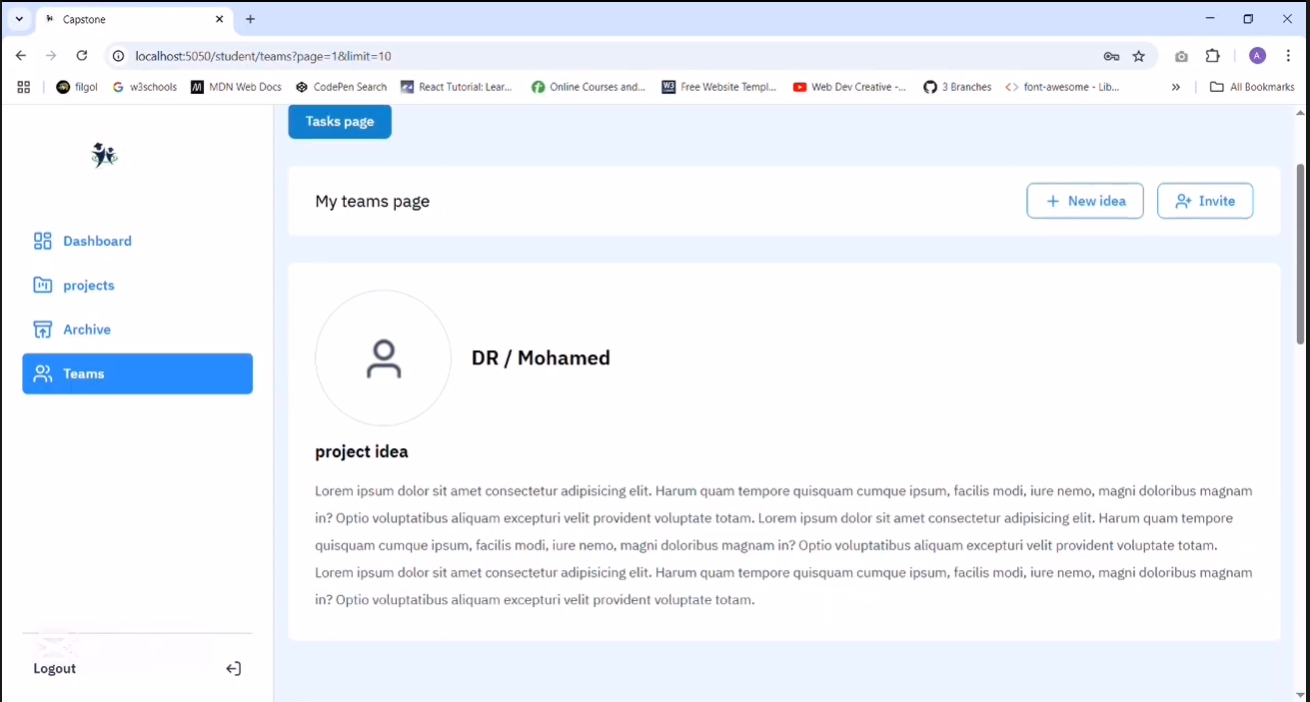 Capstone
localhost:5050/student/teams?page=1&limit=10
A
filgol
w3schools
MDN Web Docs
CodePen Search
React Tutorial: Lear...
Online Courses and...
Free Website Templ...
Web Dev Creative -...
3 Branches
font-awesome - Lib...
»
All Bookmarks
Tasks page
My teams page
+ New idea
Invite
Dashboard
projects
Archive
Teams
DR / Mohamed
project idea
Lorem ipsum dolor sit amet consectetur adipisicing elit. Harum quam tempore quisquam cumque ipsum, facilis modi, iure nemo, magni doloribus magnam
in? Optio voluptatibus aliquam excepturi velit provident voluptate totam. Lorem ipsum dolor sit amet consectetur adipisicing elit. Harum quam tempore
quisquam cumque ipsum, facilis modi, iure nemo, magni doloribus magnam in? Optio voluptatibus aliquam excepturi velit provident voluptate totam.
Lorem ipsum dolor sit amet consectetur adipisicing elit. Harum quam tempore quisquam cumque ipsum, facilis modi, iure nemo, magni doloribus magnam
in? Optio voluptatibus aliquam excepturi velit provident voluptate totam.
Logout